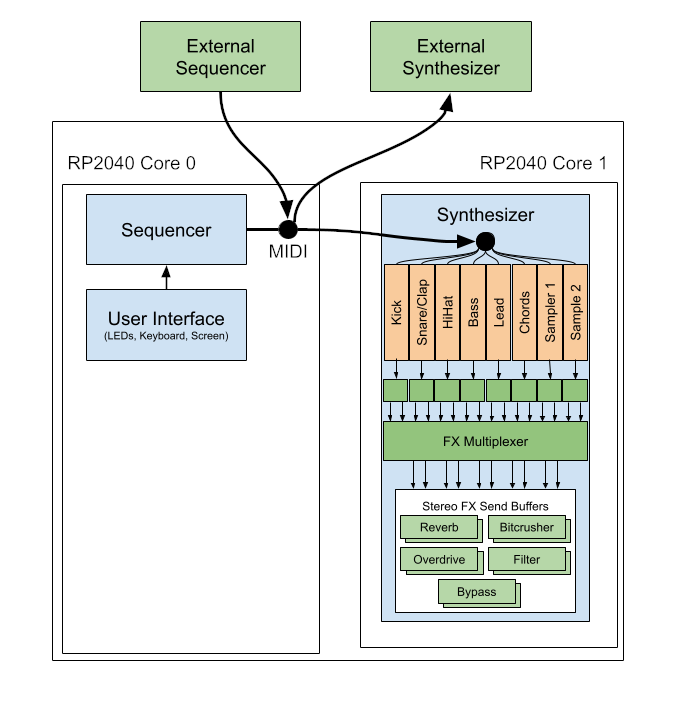 External
Sequencer
External
Synthesizer
RP2040 Core 0
RP2040 Core 1
Sequencer
MIDI
User Interface
(LEDs, Keyboard, Screen)
Synthesizer
Kick
Snare/Clap
HiHat
Bass
Lead
Chords
Sampler 1
Sample 2
FX Multiplexer
Stereo FX Send Buffers
Reverb
Bitcrusher
Overdrive
Filter
Bypass